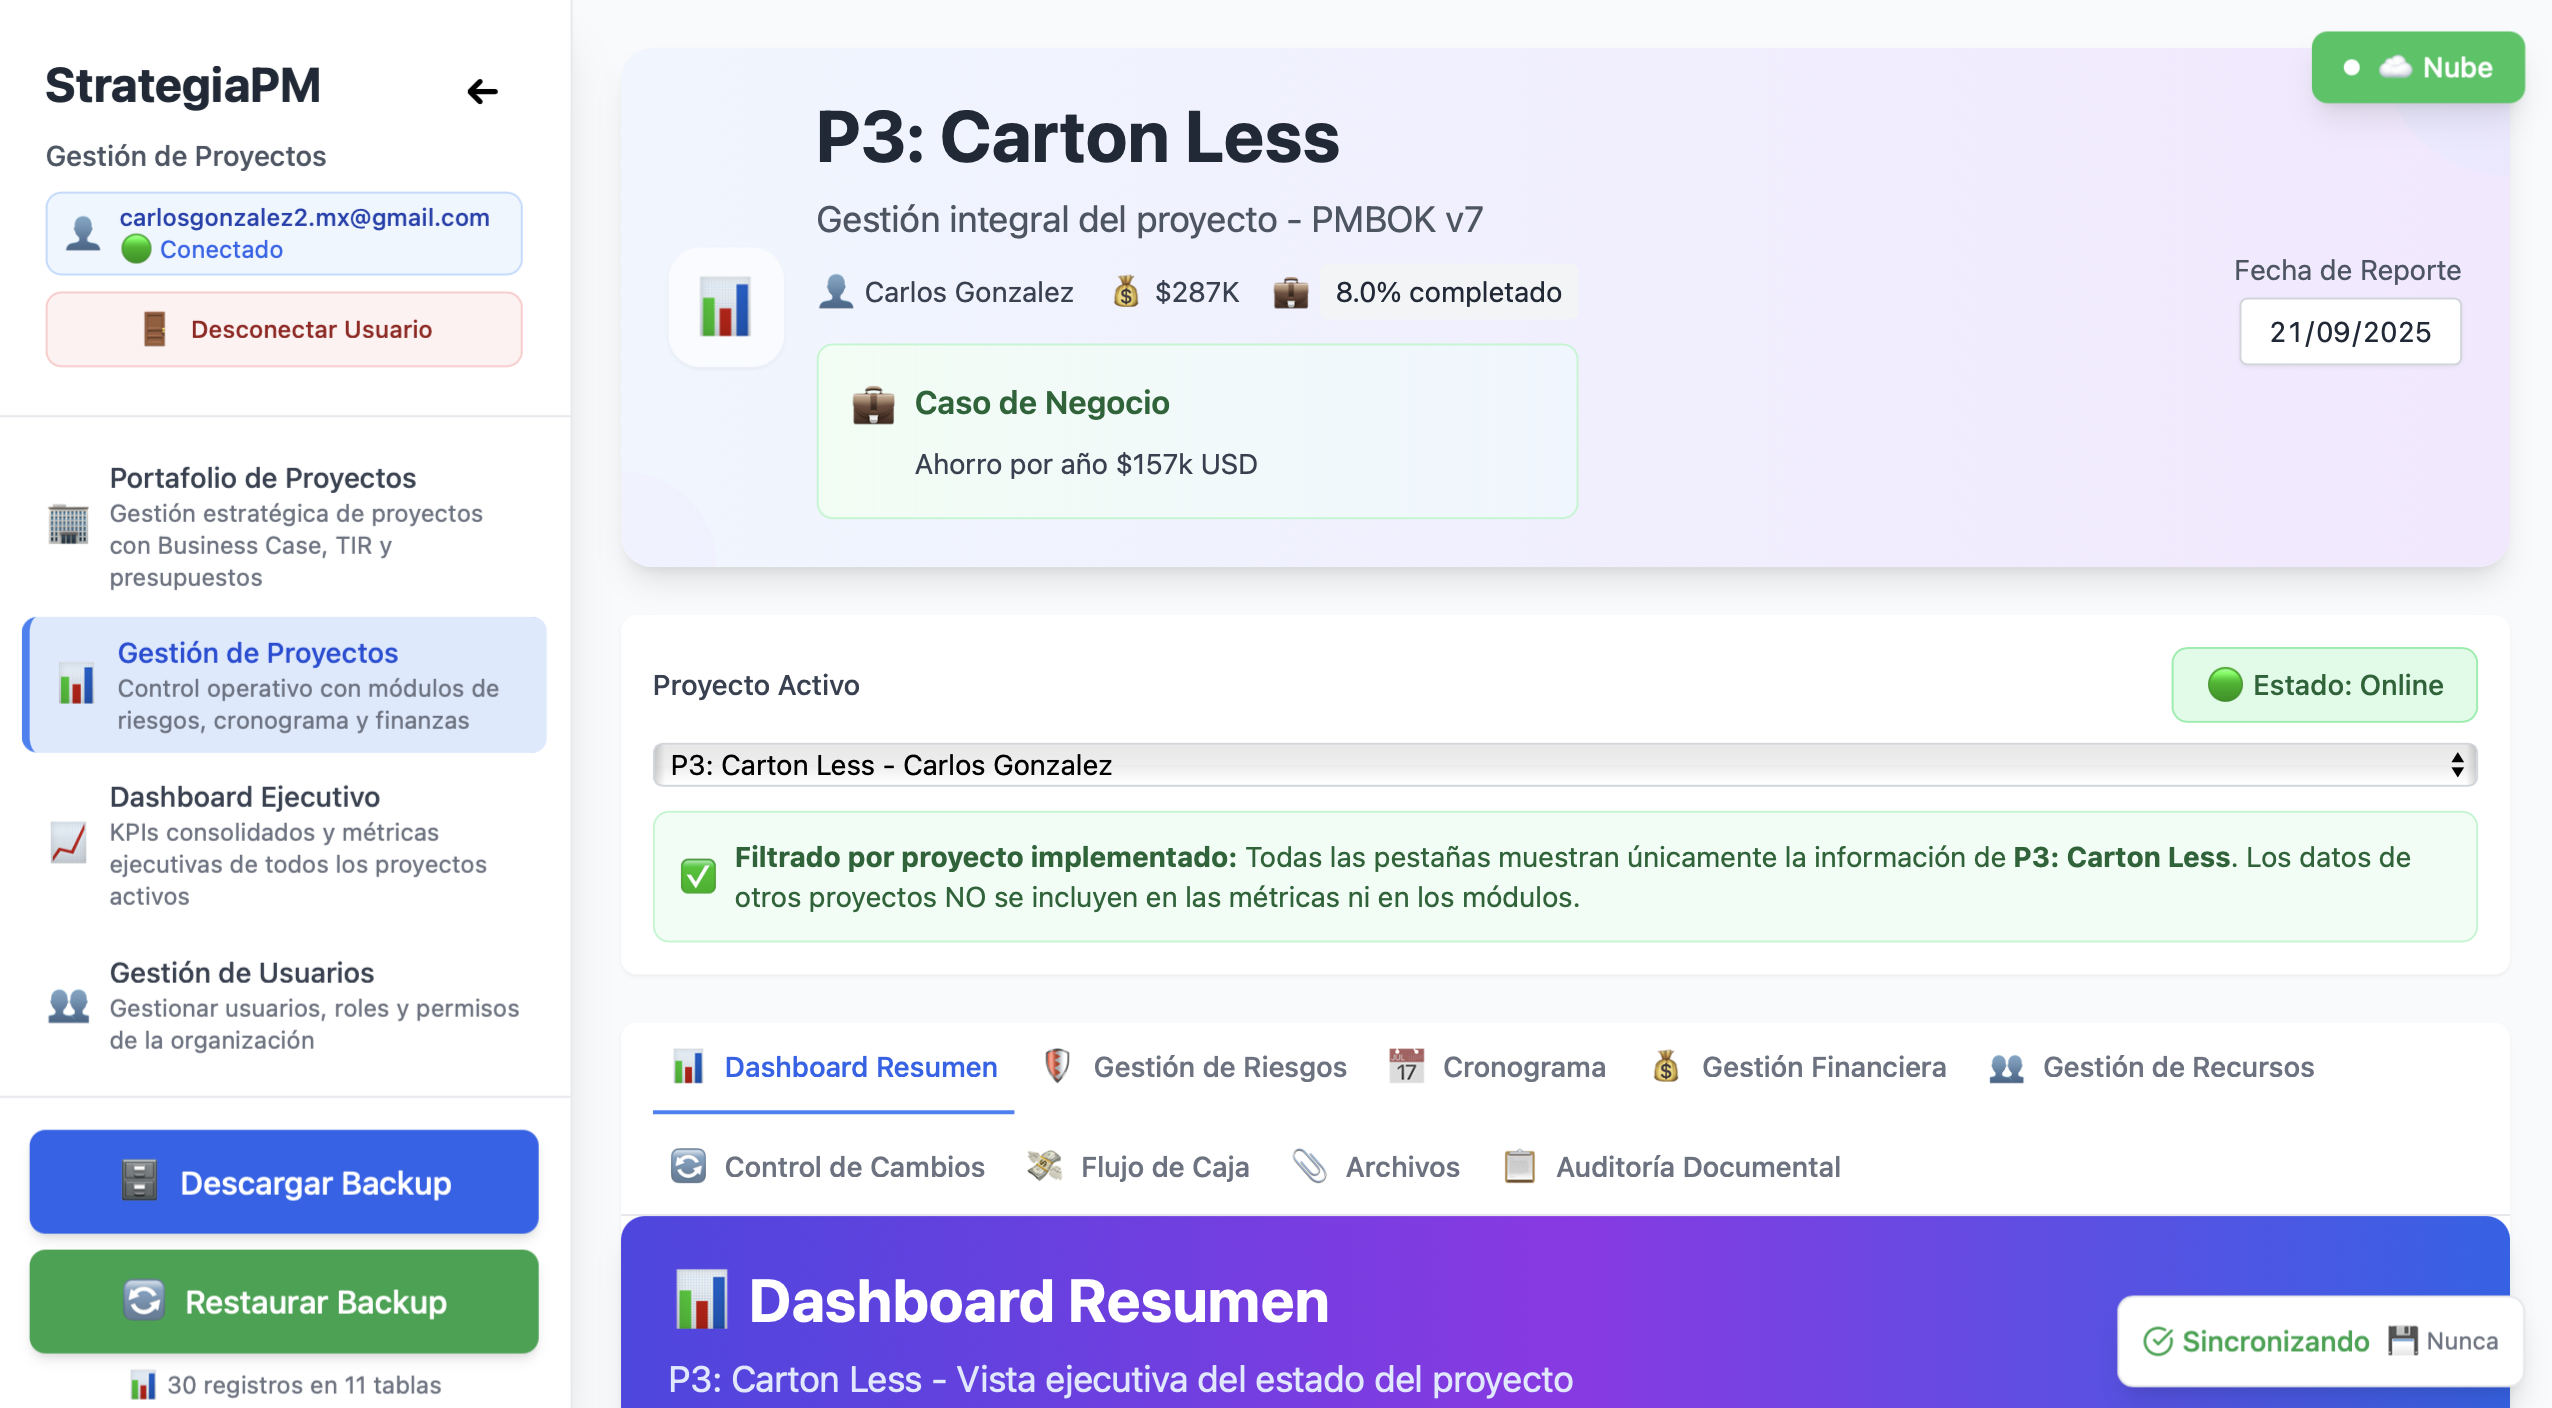 StrategiaPM
Gestión de Proyectos
carlosgonzalez2.mx@gmail.com
Conectado
Desconectar Usuario
Portafolio de Proyectos
Gestión estratégica de proyectos
con Business Case, TIR y
presupuestos
Gestión de Proyectos
Control operativo con módulos de
riesgos, cronograma y finanzas
Dashboard Ejecutivo
KPIs consolidados y métricas
ejecutivas de todos los proyectos
activos
Gestión de Usuarios
Gestionar usuarios, roles y permisos
de la organización
Descargar Backup
Restaurar Backup
30 registros en 11 tablas
Nube
P3: Carton Less
Gestión integral del proyecto - PMBOK v7
Carlos Gonzalez $287K 8.0% completado
Fecha de Reporte
21/09/2025
Caso de Negocio
Ahorro por año $157k USD
Proyecto Activo
Estado: Online
P3: Carton Less - Carlos Gonzalez
Filtrado por proyecto implementado: Todas las pestañas muestran únicamente la información de P3: Carton Less. Los datos de
otros proyectos NO se incluyen en las métricas ni en los módulos.
Dashboard Resumen Gestión de Riesgos Cronograma Gestión Financiera Gestión de Recursos
Control de Cambios Flujo de Caja Archivos Auditoría Documental
Dashboard Resumen
P3: Carton Less - Vista ejecutiva del estado del proyecto
Sincronizando Nunca